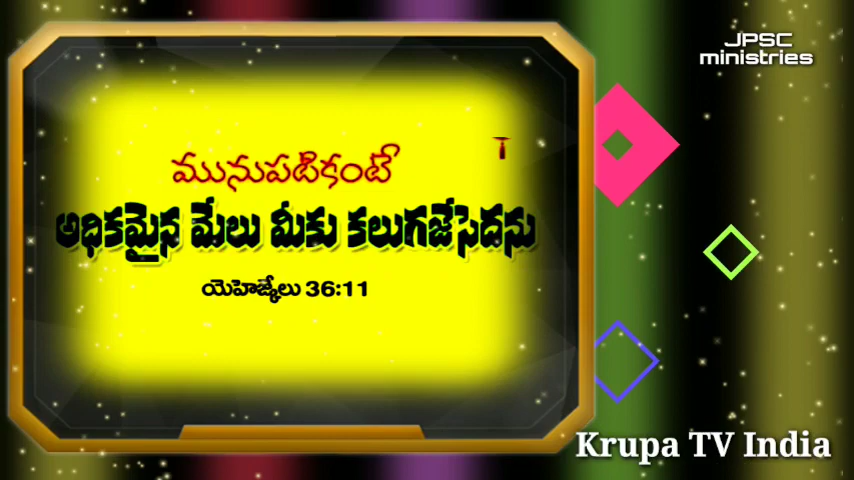 JPSC
ministries
మునుపటికంటే
అధికమైన మేలు మీకు కలుగజేసెదను
యెహెజ్కేలు 36:11
Krupa TV India